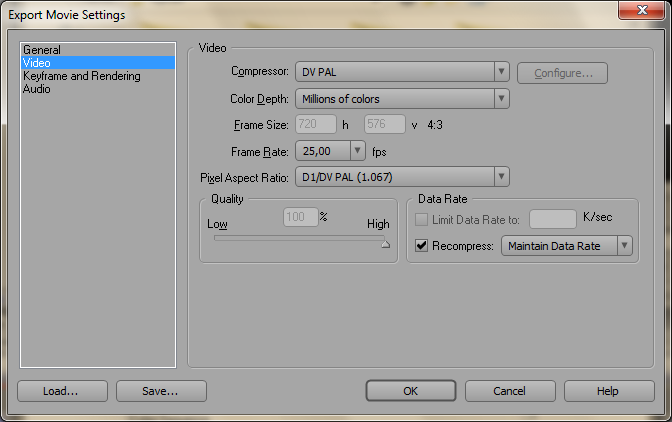 Export Movie Settings
General
Video
Keyframe and Rendering
Audio
Video
Compressor: DV PAL Configure...
Color Depth: Millions of colors
Frame Size: 720 h 576 v 4:3
Frame Rate: 25,00 fps
Pixel Aspect Ratio: D1/DV PAL (1.067)
Quality
Low 100 % High
Data Rate
Limit Data Rate to: K/sec
Recompress: Maintain Data Rate
Load... Save... OK Cancel Help